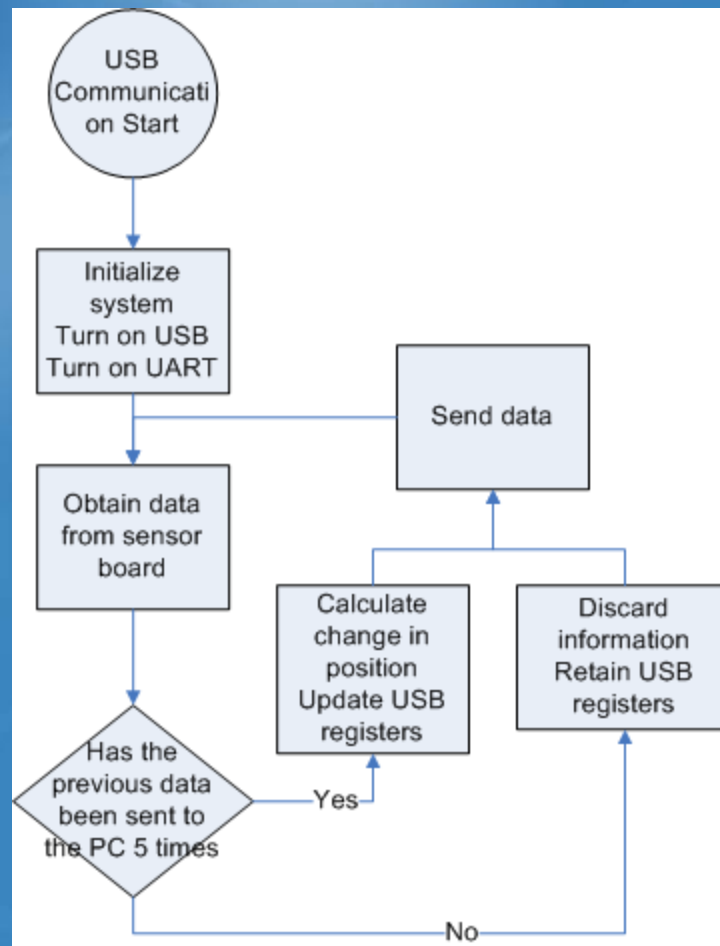 USB
Communicati
on Start
Initialize
system
Turn on USB
Turn on UART
Send data
Obtain data
from sensor
board
Calculate
change in
position
Update USB
registers
Discard
information
Retain USB
registers
Has the
previous data
been sent to
the PC 5 times
Yes
No